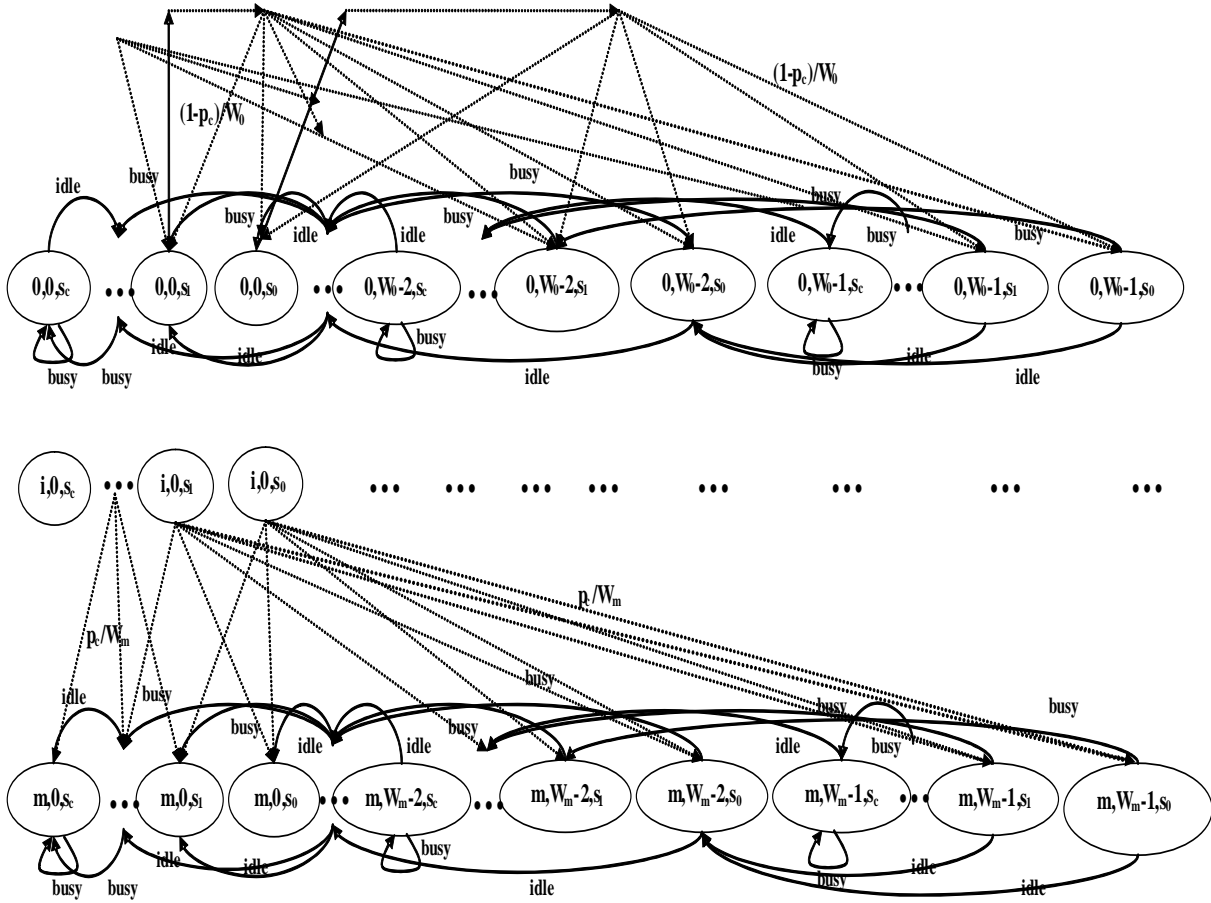 (1-p_c)/W_0
(1-p_c)/W_0
idle
busy
busy
busy
idle
idle
busy
idle
busy
busy
busy
0,0,s_c
...
0,0,s_1
0,0,s_0
...
0,W_0-2,s_c
...
0,W_0-2,s_1
0,W_0-2,s_0
0,W_0-1,s_c
...
0,W_0-1,s_1
0,W_0-1,s_0
busy
busy
idle
idle
busy
idle
busy
idle
idle
i,0,s_c
...
i,0,s_1
i,0,s_0
... ... ... ... ... ... ... ...
p_c/W_m
p_c/W_m
idle
busy
busy
idle
idle
busy
busy
idle
busy
busy
busy
m,0,s_c
...
m,0,s_1
m,0,s_0
...
m,W_m-2,s_c
...
m,W_m-2,s_1
m,W_m-2,s_0
m,W_m-1,s_c
...
m,W_m-1,s_1
m,W_m-1,s_0
busy
busy
idle
idle
busy
idle
busy
idle
idle